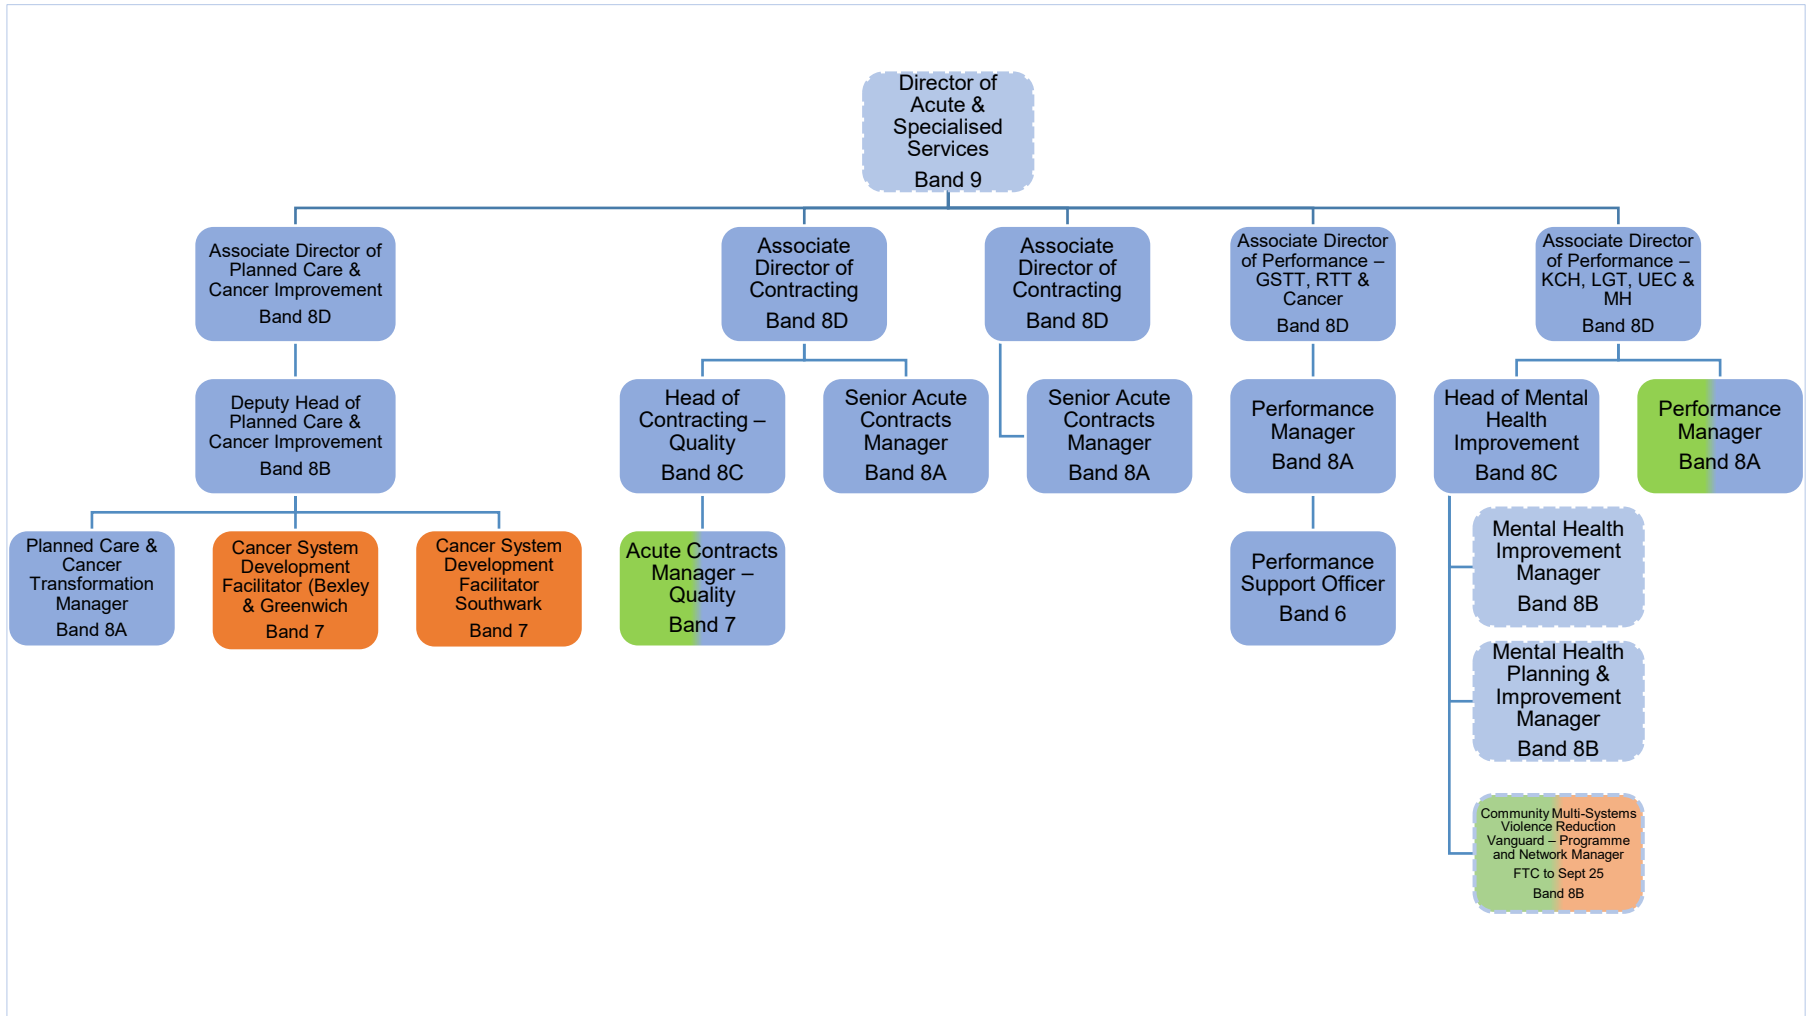 Director of
Acute &
Specialised
Services
Band 9
Associate Director of
Planned Care &
Cancer Improvement
Band 8D
Associate
Director of
Contracting
Band 8D
Associate
Director of
Contracting
Band 8D
Associate Director
of Performance –
GSTT, RTT &
Cancer
Band 8D
Associate Director
of Performance –
KCH, LGT, UEC &
MH
Band 8D
Deputy Head of
Planned Care &
Cancer Improvement
Band 8B
Head of
Contracting –
Quality
Band 8C
Senior Acute
Contracts
Manager
Band 8A
Senior Acute
Contracts
Manager
Band 8A
Performance
Manager
Band 8A
Head of Mental
Health
Improvement
Band 8C
Performance
Manager
Band 8A
Planned Care &
Cancer
Transformation
Manager
Band 8A
Cancer System
Development
Facilitator (Bexley
& Greenwich
Band 7
Cancer System
Development
Facilitator
Southwark
Band 7
Acute Contracts
Manager –
Quality
Band 7
Performance
Support Officer
Band 6
Mental Health
Improvement
Manager
Band 8B
Mental Health
Planning &
Improvement
Manager
Band 8B
Community Multi-Systems
Violence Reduction
Vanguard – Programme
and Network Manager
FTC to Sept 25
Band 8B